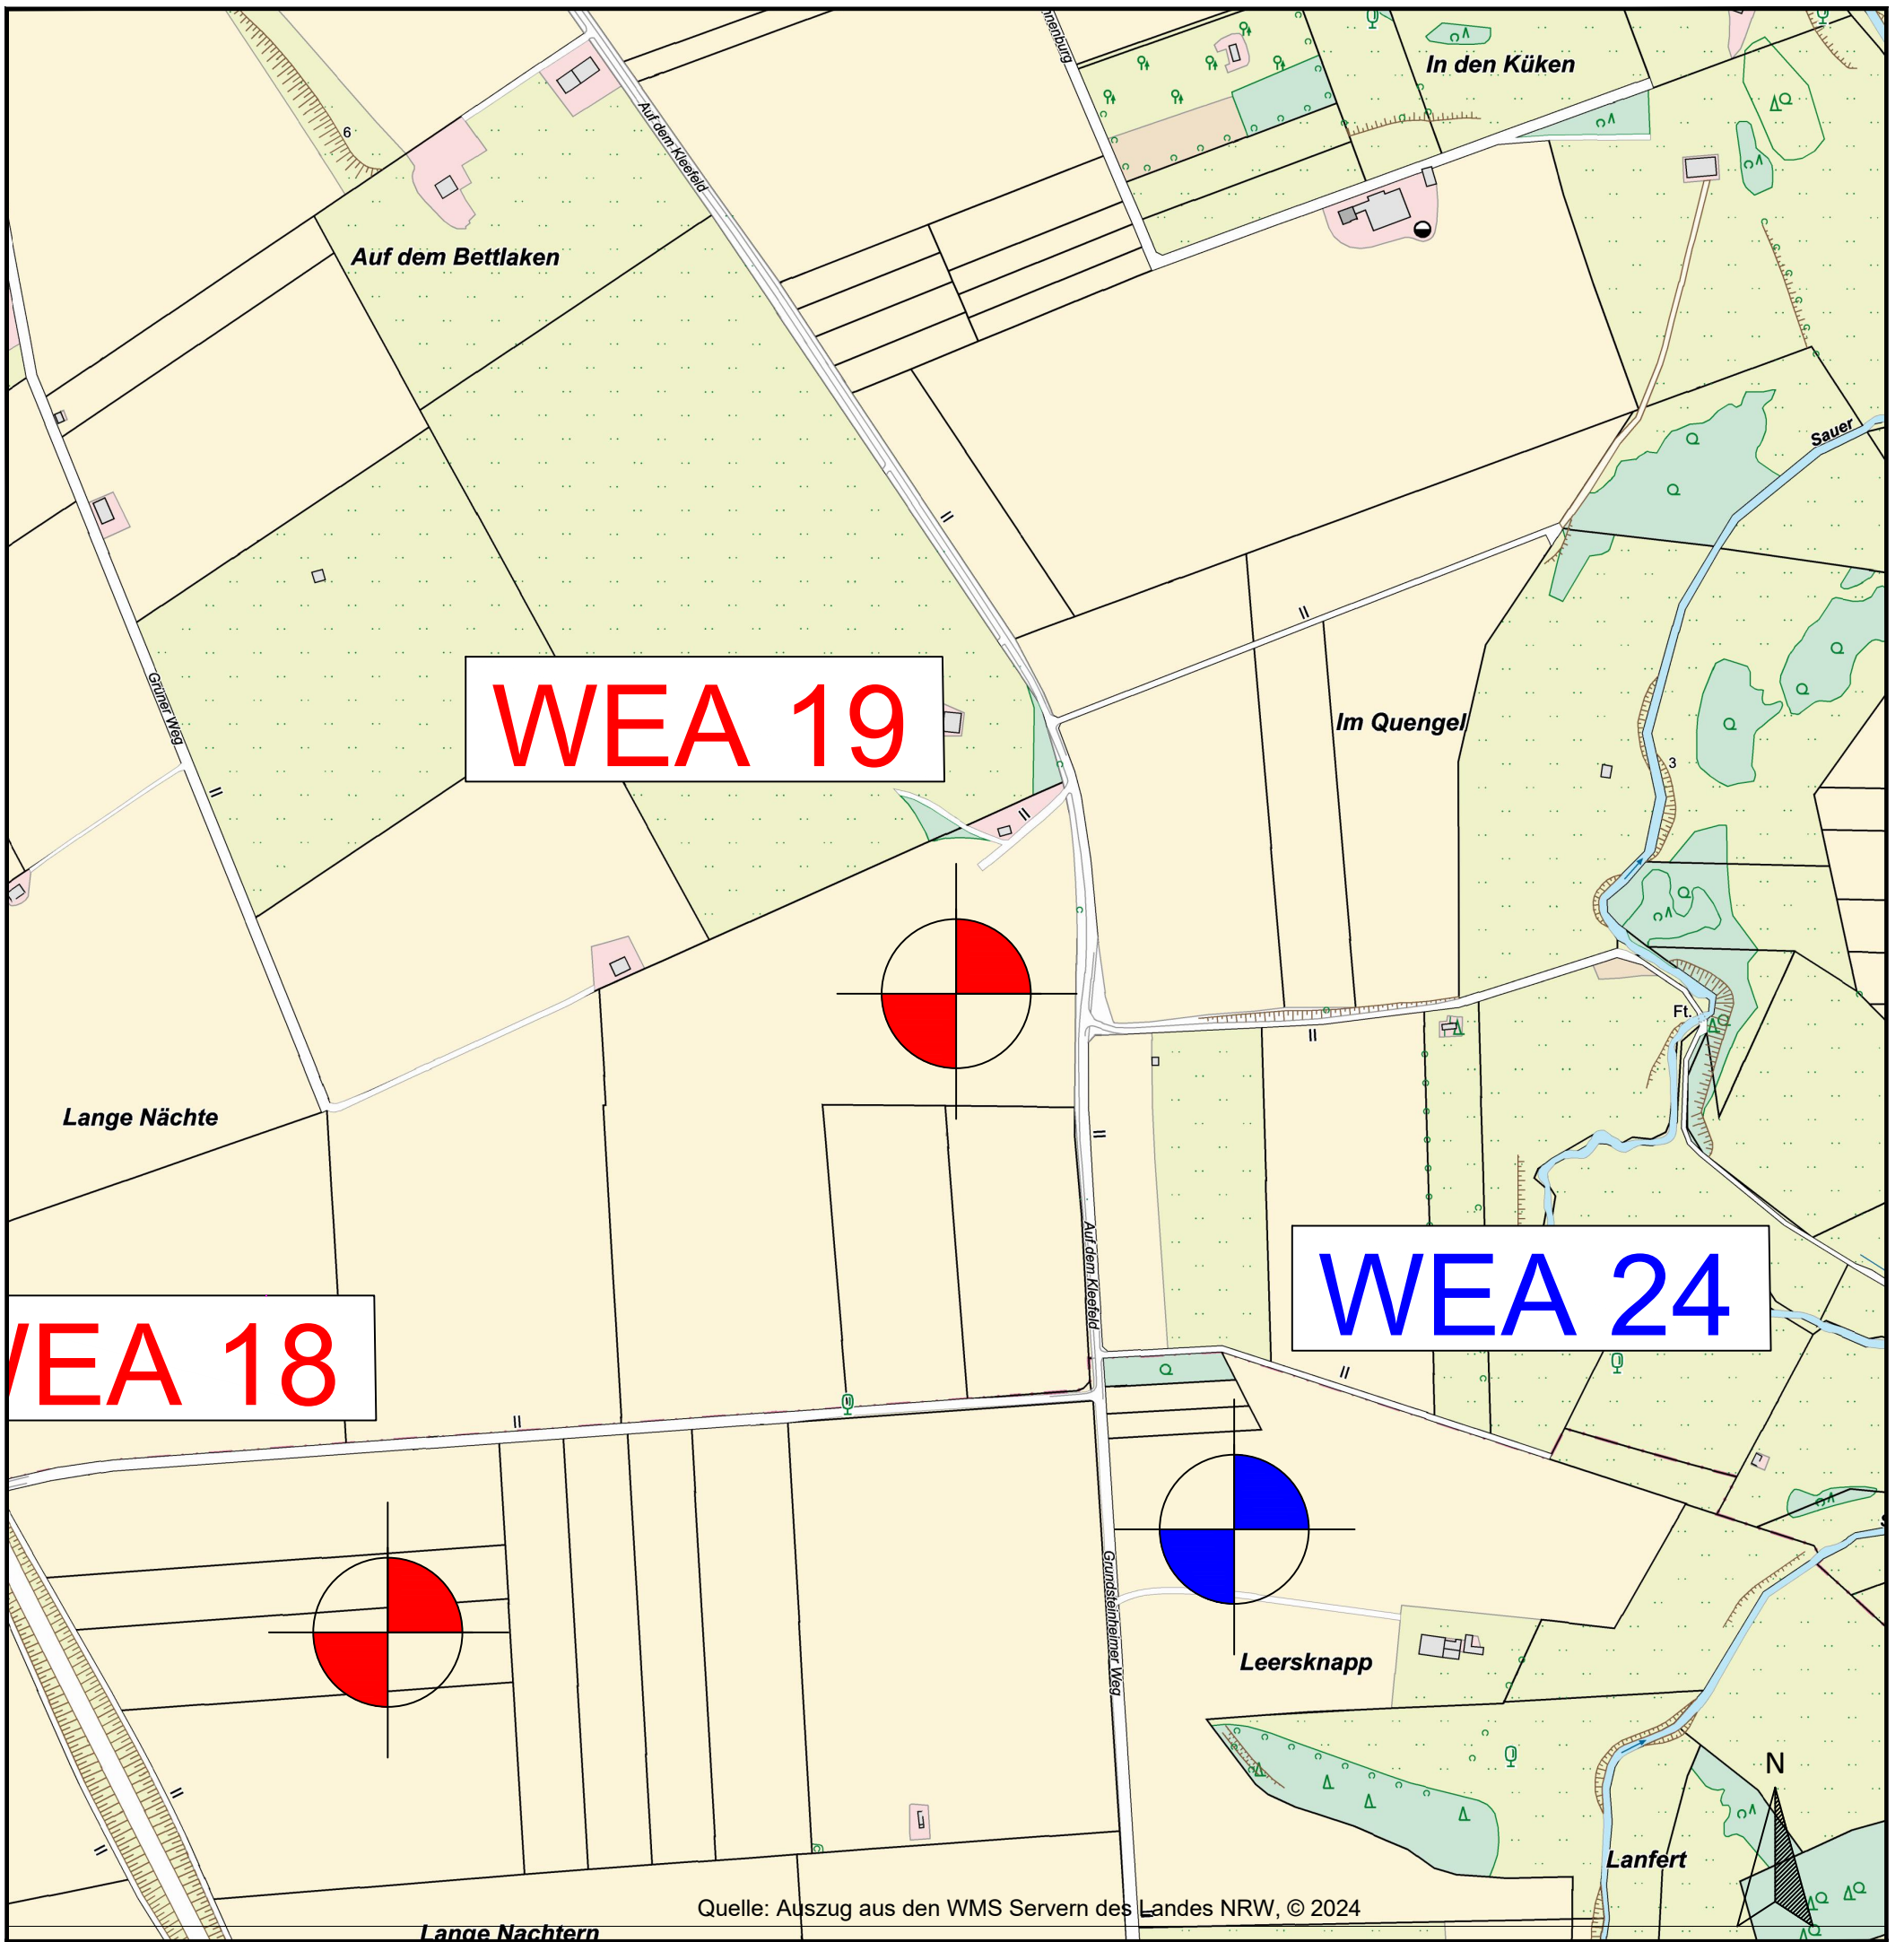 In den Küken
Auf dem Kleefeld
6
Auf dem Bettlaken
Sauer
Grüner Weg
WEA 19
Im Quengel
3
Ft.
Lange Nächte
Auf dem Kleefeld
WEA 24
EA 18
Grundsteinheimer Weg
Leersknapp
N
Lanfert
Quelle: Auszug aus den WMS Servern des Landes NRW, © 2024
Lange Nachtern